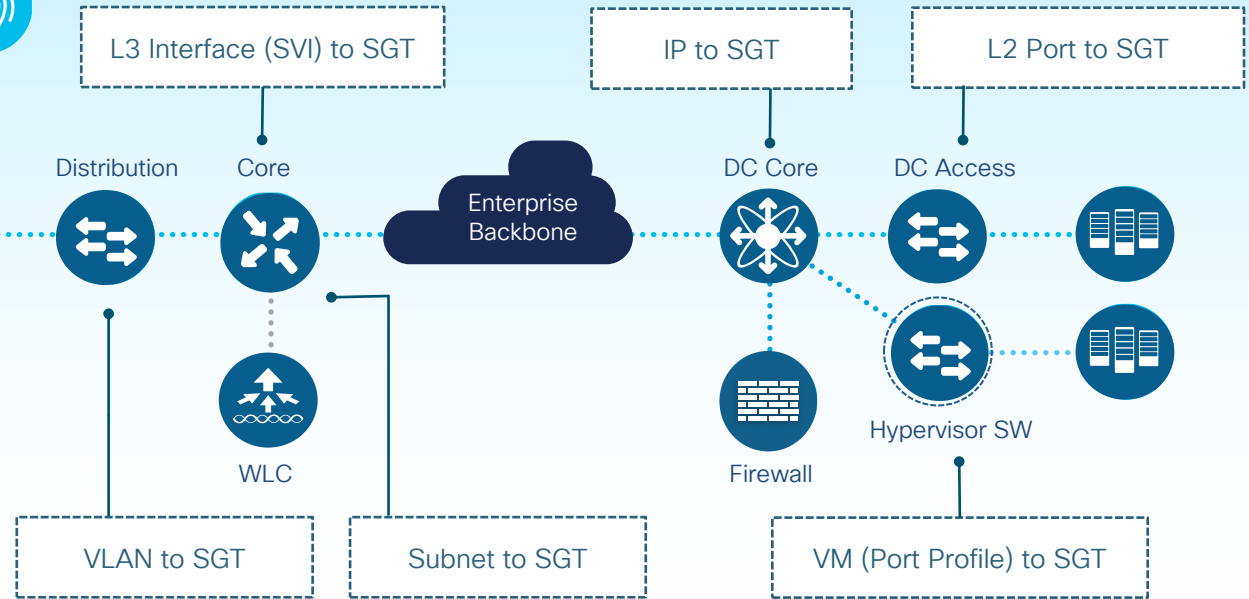 L3 Interface (SVI) to SGT
IP to SGT
L2 Port to SGT
Distribution
Core
Enterprise
Backbone
DC Core
DC Access
WLC
Firewall
Hypervisor SW
VLAN to SGT
Subnet to SGT
VM (Port Profile) to SGT